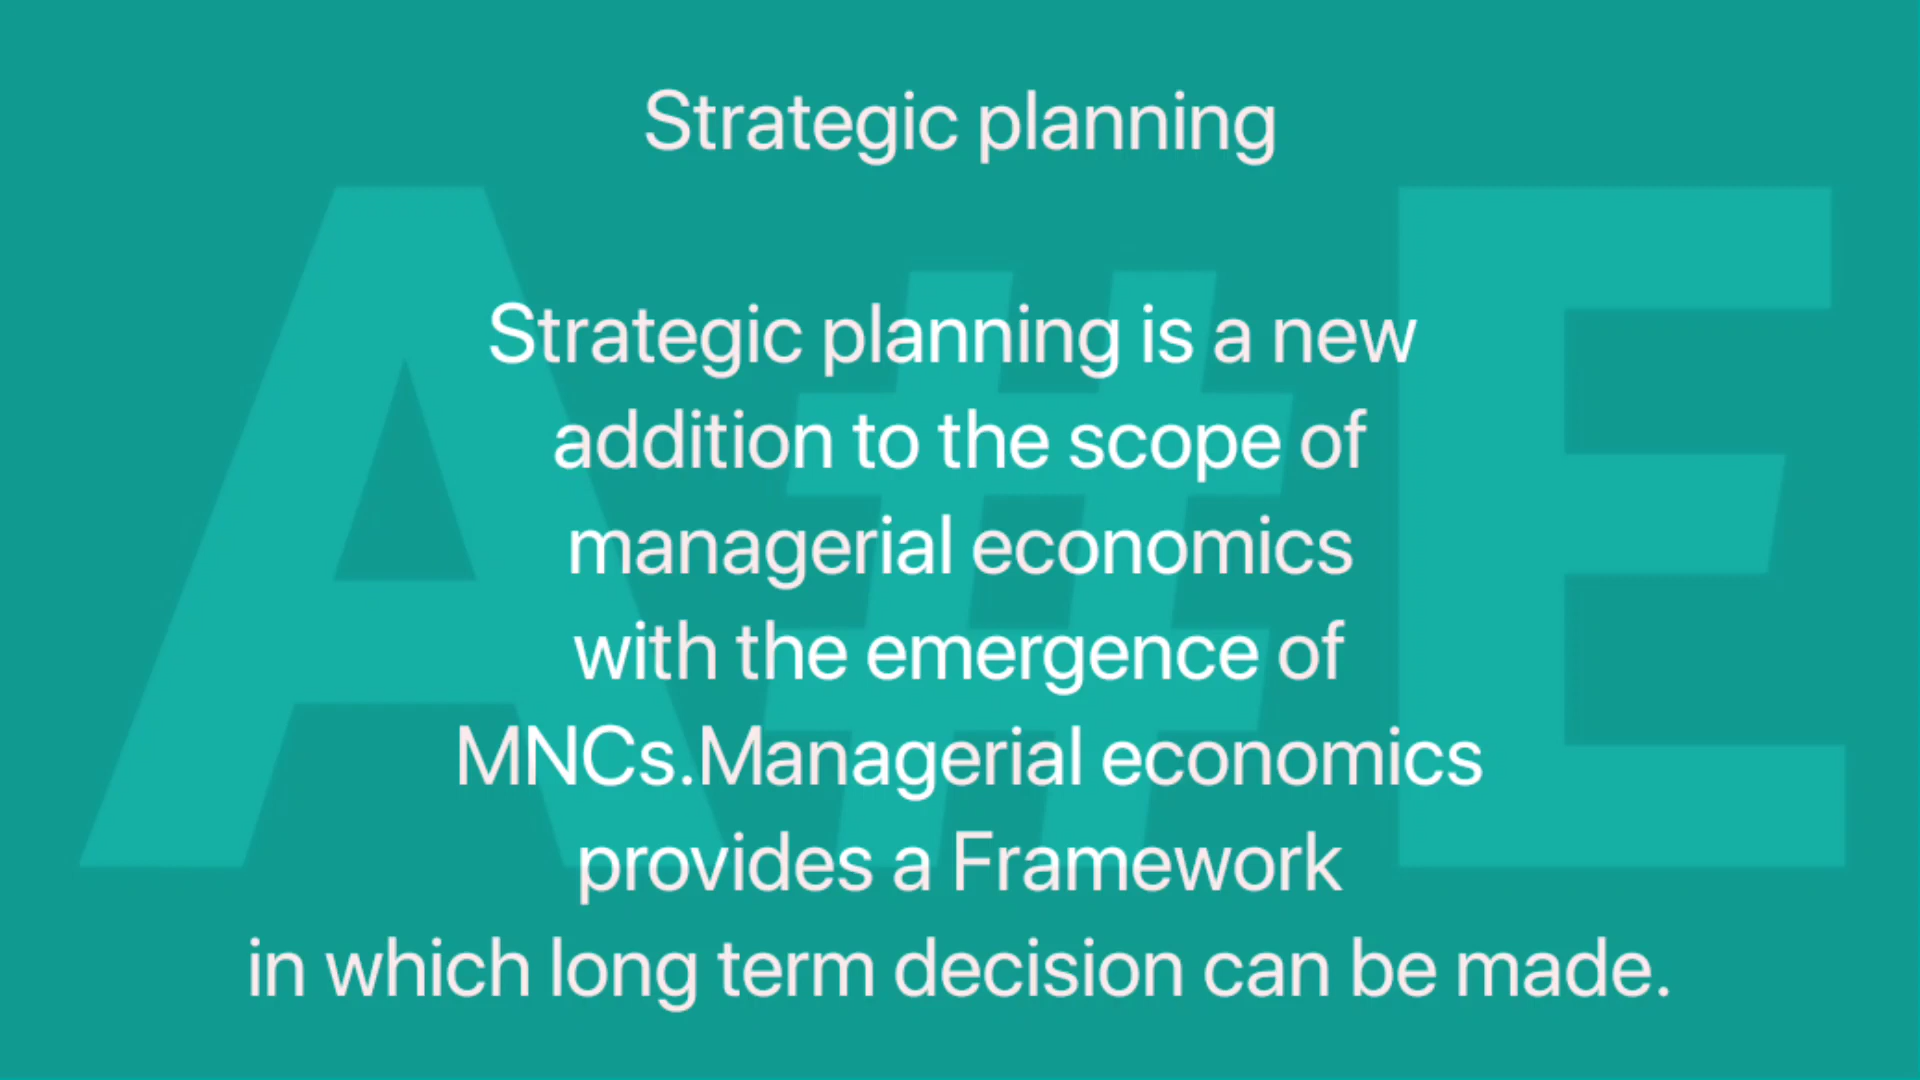 Strategic planning
Strategic planning is a new
addition to the scope of
managerial economics
with the emergence of
MNCs.Managerial economics
provides a Framework
in which long term decision can be made.
A#E